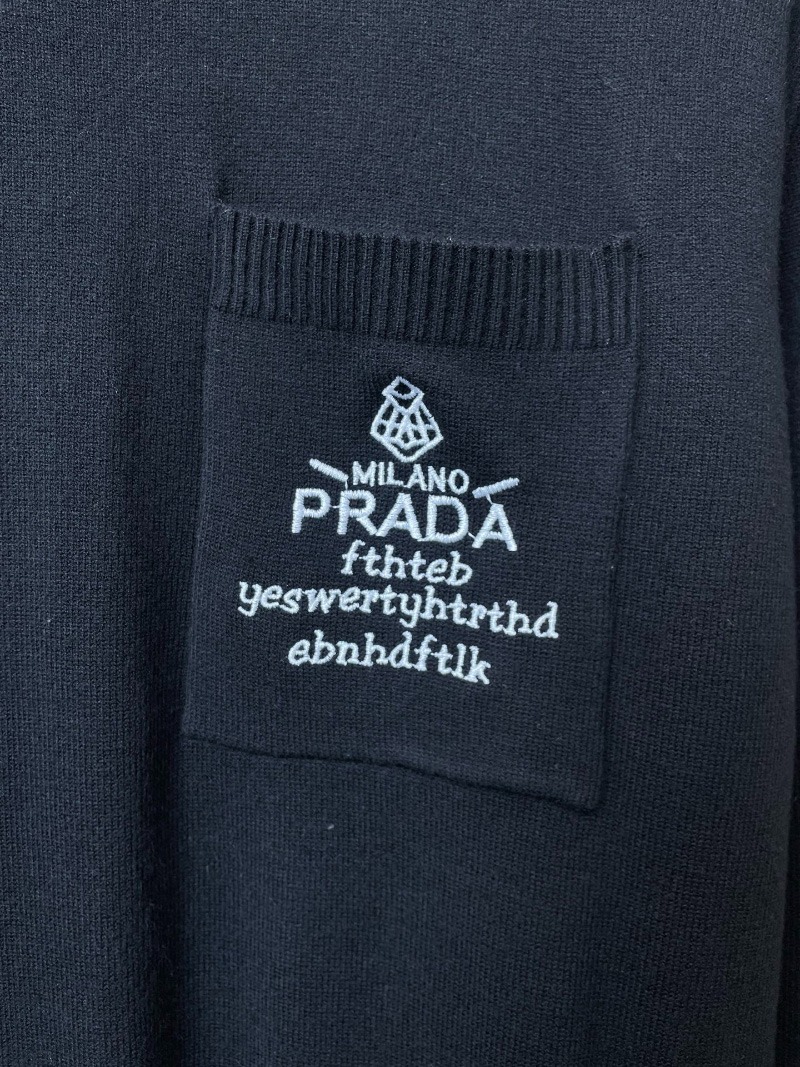 MILANO
PRADA
fthteb
yeswertyhtrthd
ebnhdftlk